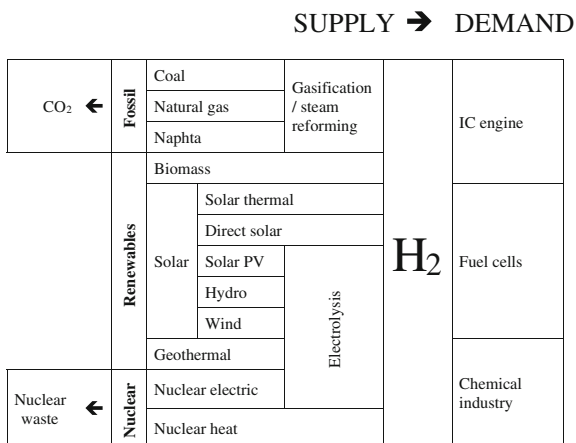 SUPPLY ➔ DEMAND
CO₂ ←
Fossil
Coal
Natural gas
Naphta
Gasification
/ steam
reforming
Renewables
Biomass
Solar
Solar thermal
Direct solar
Solar PV
Hydro
Wind
Geothermal
Electrolysis
Nuclear
waste
←
Nuclear
Nuclear electric
Nuclear heat
H₂
IC engine
Fuel cells
Chemical
industry